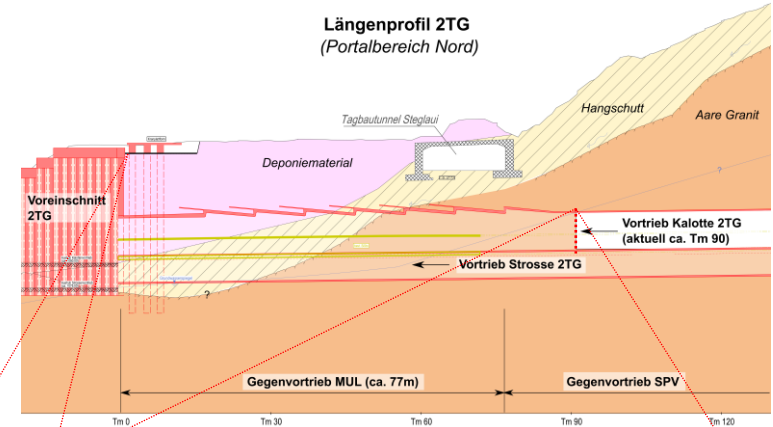 Längenprofil 2TG
(Portalbereich Nord)
Tagbautunnel Steglaui
Hangschutt
Aare Granit
Deponiematerial
Voreinschnitt
2TG
?
Vortrieb Kalotte 2TG
(aktuell ca. Tm 90)
Vortrieb Strosse 2TG
?
Gegenvortrieb MUL (ca. 77m)
Gegenvortrieb SPV
Tm 0
Tm 30
Tm 60
Tm 90
Tm 120